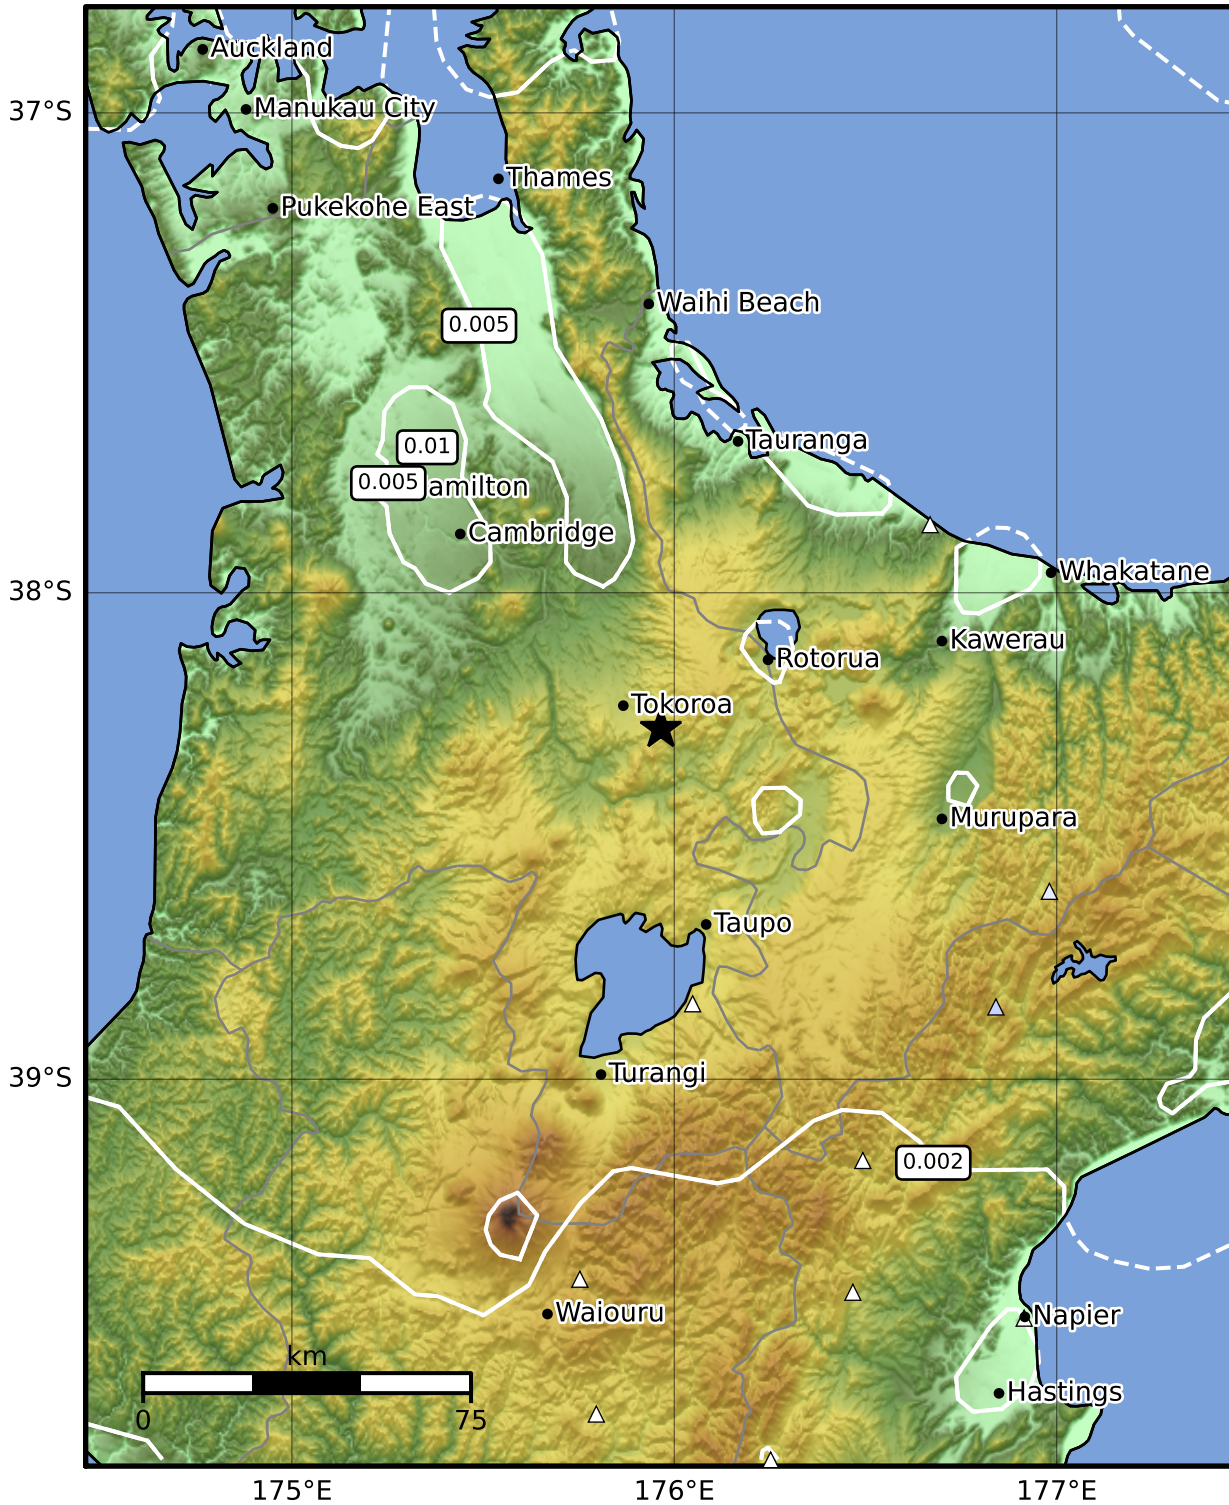 Auckland
37°S
Manukau City
Thames
Pukekohe East
Waihi Beach
0.005
Tauranga
0.01
0.005
amilton
Cambridge
Whakatane
38°S
Kawerau
Rotorua
Tokoroa
Murupara
Taupo
Turangi
39°S
0.002
Waiouru
Napier
km
Hastings
0 75
175°E 176°E 177°E